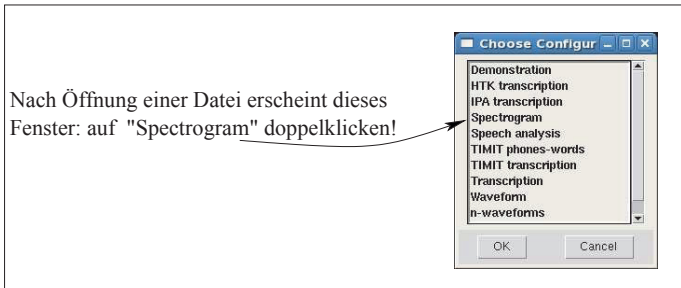 Nach Öffnung einer Datei erscheint dieses
Fenster: auf "Spectrogram" doppelklicken!
Choose Configur
Demonstration
HTK transcription
IPA transcription
Spectrogram
Speech analysis
TIMIT phones-words
TIMIT transcription
Transcription
Waveform
n-waveforms
OK Cancel